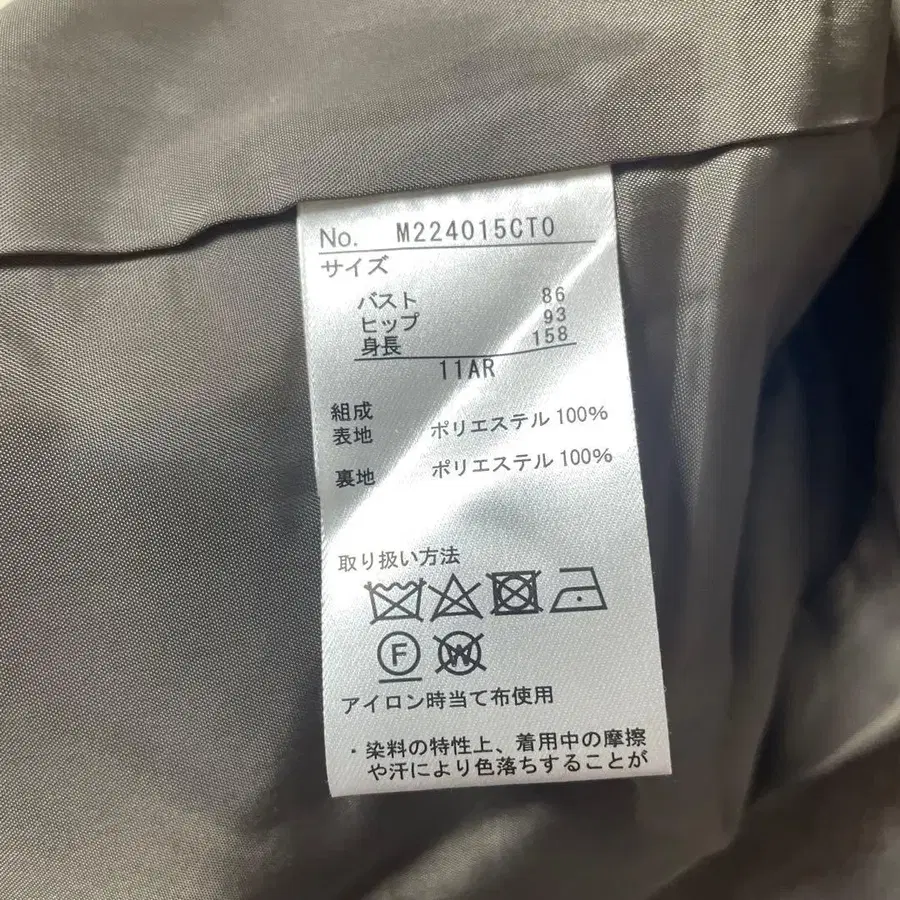 No. M224015CT0
サイズ
バスト 86
ヒップ 93
身長 158
11AR
組成
表地 ポリエステル 100%
裏地 ポリエステル 100%
取り扱い方法
F W
アイロン時当て布使用
・染料の特性上、着用中の摩擦
や汗により色落ちすることが